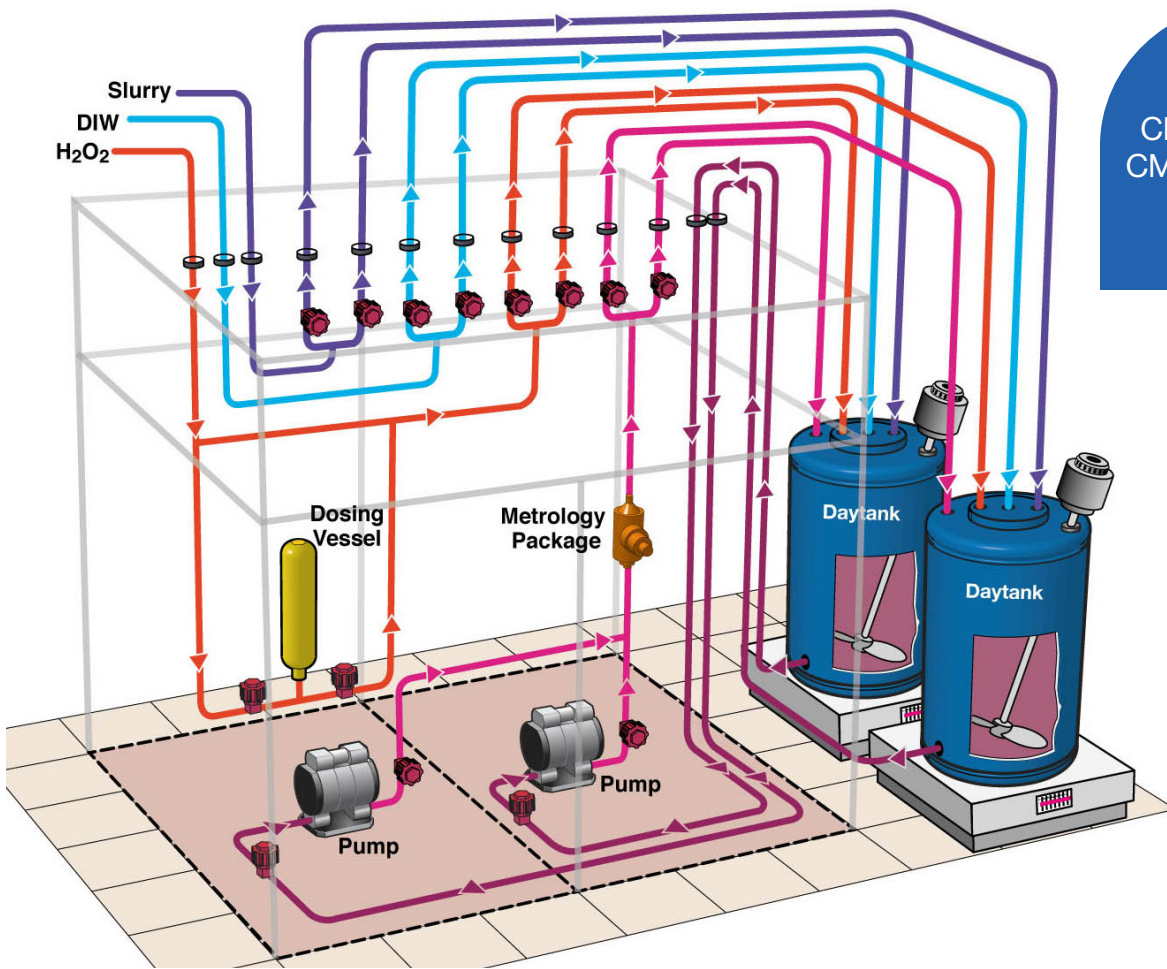 Slurry
DIW
H₂O₂
Dosing
Vessel
Metrology
Package
Daytank
Daytank
Pump
Pump